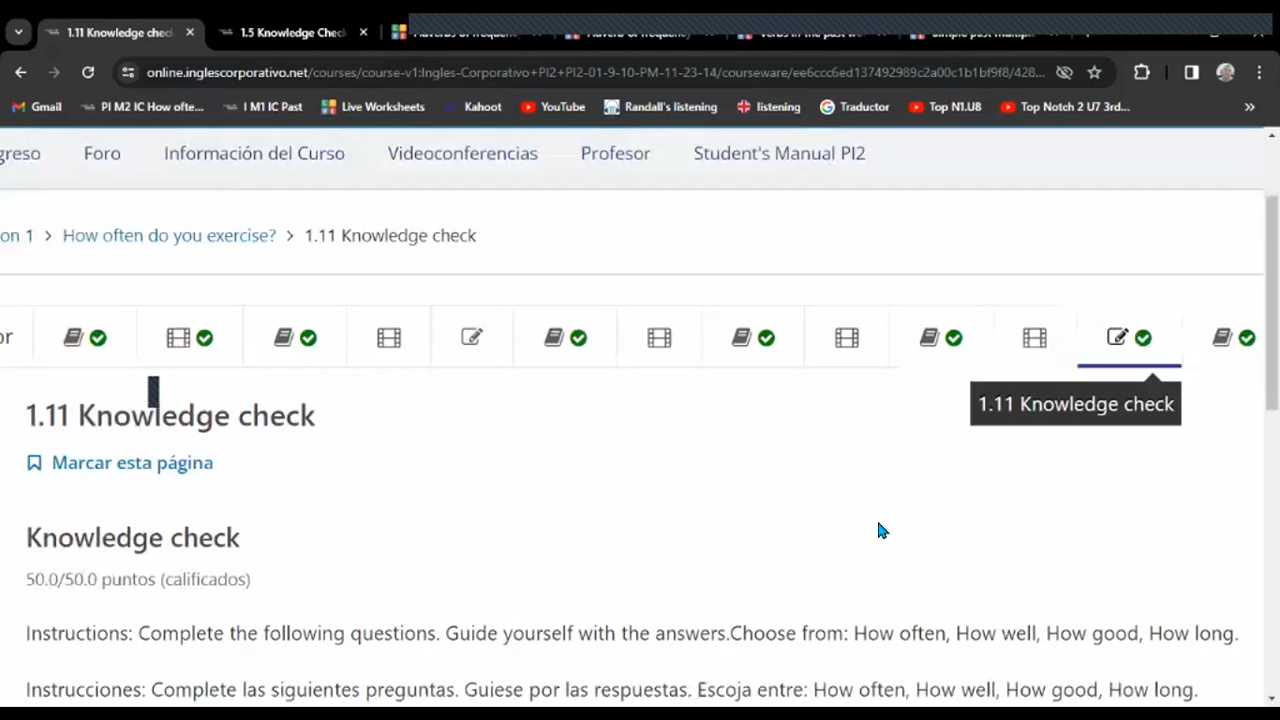 1.11 Knowledge chec
1.5 Knowledge Chec
online.inglescorporativo.net/courses/course-v1:Ingles-Corporativo+PI2+PI2-01-9-10-PM-11-23-14/courseware/ee6ccc6ed137492989c2a00c1b1bf9f8/428...
Gmail PI M2 IC How ofte... I M1 IC Past Live Worksheets Kahoot YouTube Randall's listening listening Traductor Top N1.U8 Top Notch 2 U7 3rd... »
greso Foro Información del Curso Videoconferencias Profesor Student's Manual PI2
on 1 > How often do you exercise? > 1.11 Knowledge check
or
1.11 Knowledge check
1.11 Knowledge check
Marcar esta página
Knowledge check
50.0/50.0 puntos (calificados)
Instructions: Complete the following questions. Guide yourself with the answers.Choose from: How often, How well, How good, How long.
Instrucciones: Complete las siguientes preguntas. Guiese por las respuestas. Escoja entre: How often, How well, How good, How long.